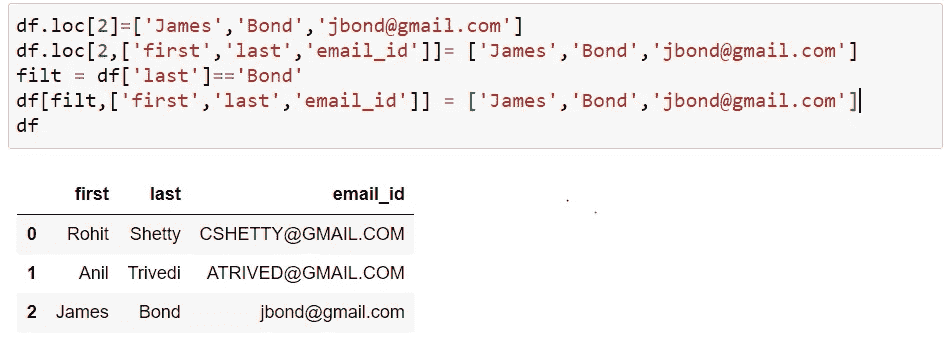 df.loc[2]=['James','Bond','jbond@gmail.com']
df.loc[2,['first','last','email_id']]= ['James','Bond','jbond@gmail.com']
filt = df['last']=='Bond'
df[filt,['first','last','email_id']] = ['James','Bond','jbond@gmail.com']
df
first last email_id
0 Rohit Shetty CSHETTY@GMAIL.COM
1 Anil Trivedi ATRIVED@GMAIL.COM
2 James Bond jbond@gmail.com